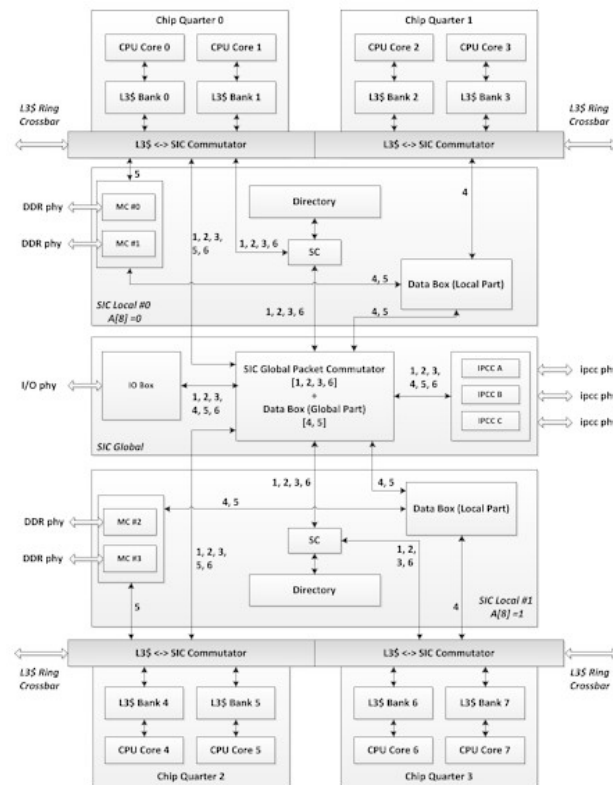 Chip Quarter 0
Chip Quarter 1
CPU Core 0
CPU Core 1
CPU Core 2
CPU Core 3
L3$ Bank 0
L3$ Bank 1
L3$ Bank 2
L3$ Bank 3
L3$ Ring
Crossbar
L3$ <-> SIC Commutator
L3$ <-> SIC Commutator
L3$ Ring
Crossbar
5
4
DDR phy
MC #0
Directory
DDR phy
MC #1
1, 2, 3,
5, 6
1, 2, 3, 6
SC
Data Box (Local Part)
4, 5
SIC Local #0
A[8] =0
1, 2, 3, 6
4, 5
I/O phy
IO Box
1, 2, 3,
4, 5, 6
SIC Global Packet Commutator
[1, 2, 3, 6]
+
Data Box (Global Part)
[4, 5]
1, 2, 3,
4, 5, 6
IPCC A
IPCC B
IPCC C
ipcc ph
ipcc ph
ipcc ph
SIC Global
1, 2, 3, 6
4, 5
4, 5
Data Box (Local Part)
DDR phy
MC #2
DDR phy
MC #3
1, 2, 3,
5, 6
SC
1, 2,
3, 6
Directory
SIC Local #1
A[8] =1
5
4
L3$ Ring
Crossbar
L3$ <-> SIC Commutator
L3$ <-> SIC Commutator
L3$ Ring
Crossbar
L3$ Bank 4
L3$ Bank 5
L3$ Bank 6
L3$ Bank 7
CPU Core 4
CPU Core 5
CPU Core 6
CPU Core 7
Chip Quarter 2
Chip Quarter 3